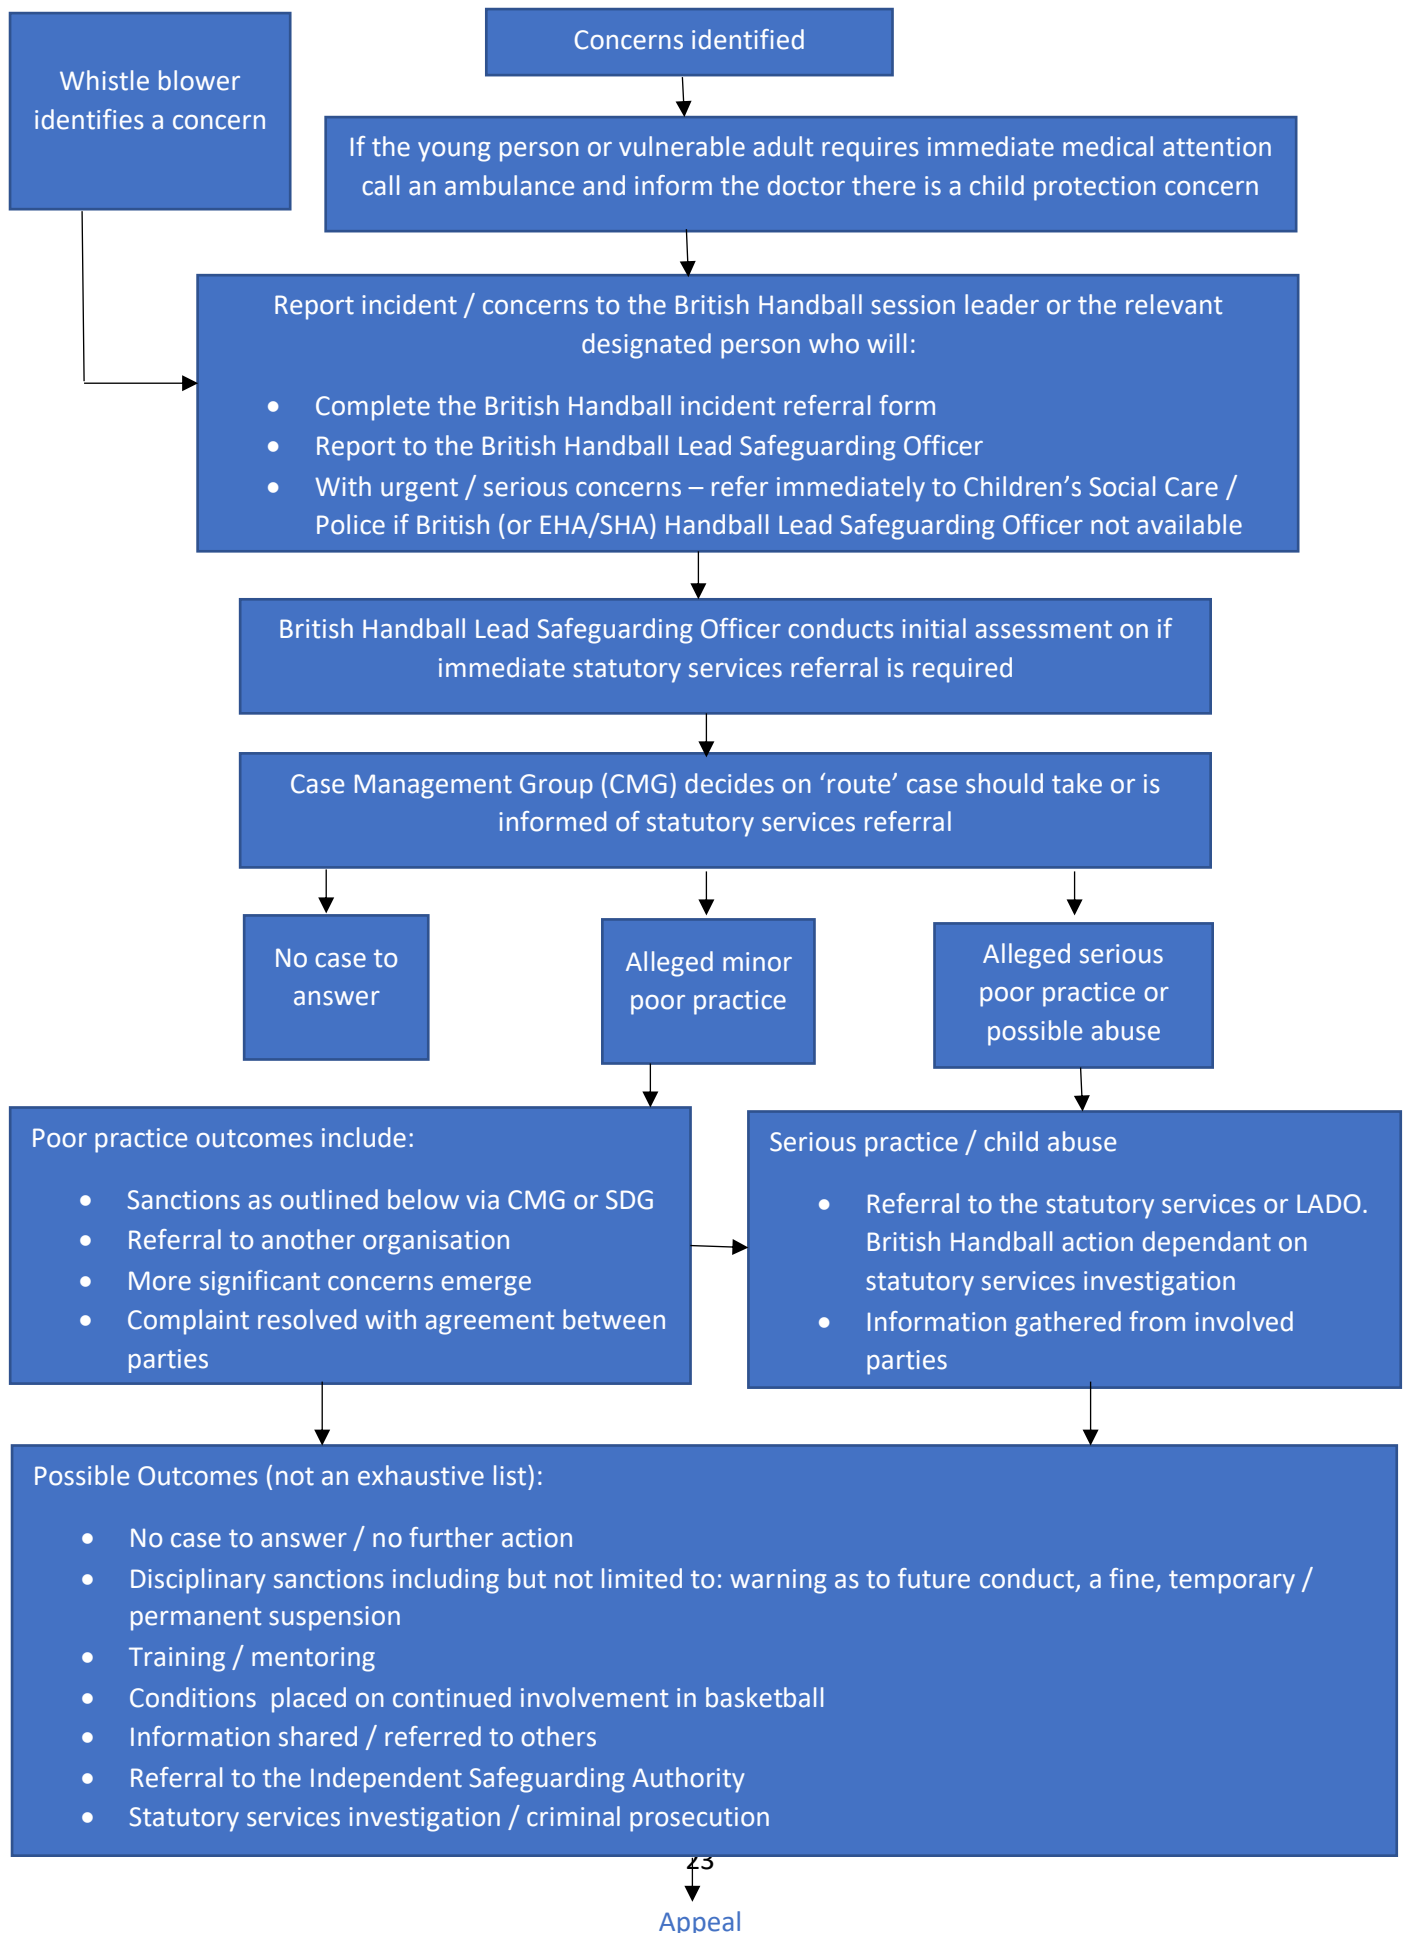 Whistle blower
identifies a concern
Concerns identified
If the young person or vulnerable adult requires immediate medical attention
call an ambulance and inform the doctor there is a child protection concern
Report incident / concerns to the British Handball session leader or the relevant
designated person who will:
• Complete the British Handball incident referral form
• Report to the British Handball Lead Safeguarding Officer
• With urgent / serious concerns – refer immediately to Children’s Social Care /
Police if British (or EHA/SHA) Handball Lead Safeguarding Officer not available
British Handball Lead Safeguarding Officer conducts initial assessment on if
immediate statutory services referral is required
Case Management Group (CMG) decides on ‘route’ case should take or is
informed of statutory services referral
No case to
answer
Alleged minor
poor practice
Alleged serious
poor practice or
possible abuse
Poor practice outcomes include:
• Sanctions as outlined below via CMG or SDG
• Referral to another organisation
• More significant concerns emerge
• Complaint resolved with agreement between
parties
Serious practice / child abuse
• Referral to the statutory services or LADO.
British Handball action dependant on
statutory services investigation
• Information gathered from involved
parties
Possible Outcomes (not an exhaustive list):
• No case to answer / no further action
• Disciplinary sanctions including but not limited to: warning as to future conduct, a fine, temporary /
permanent suspension
• Training / mentoring
• Conditions  placed on continued involvement in basketball
• Information shared / referred to others
• Referral to the Independent Safeguarding Authority
• Statutory services investigation / criminal prosecution
23
Appeal